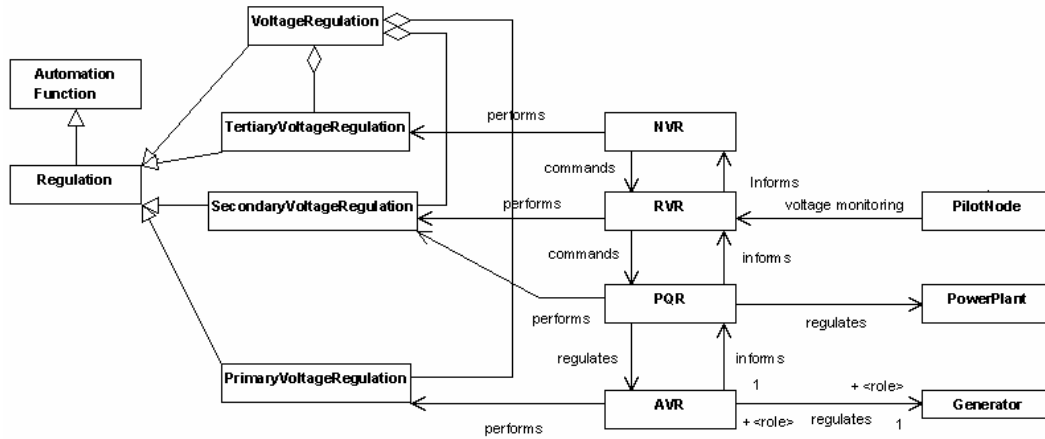 VoltageRegulation
Automation
Function
TertiaryVoltageRegulation
performs
NVR
commands
Informs
Regulation
SecondaryVoltageRegulation
performs
RVR
voltage monitoring
PilotNode
commands
informs
PQR
PowerPlant
performs
regulates
regulates
informs
PrimaryVoltageRegulation
1
+ <role>
AVR
Generator
performs
+ <role>
regulates
1